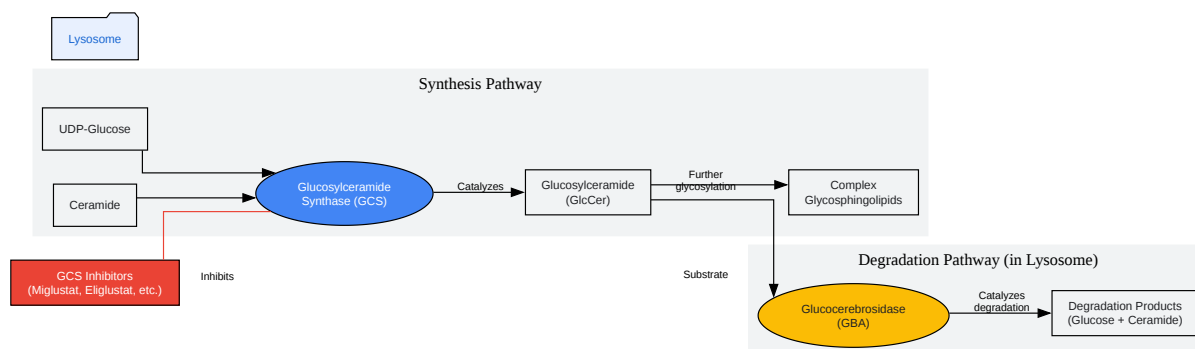 Lysosome
Synthesis Pathway
UDP-Glucose
Ceramide
Glucosylceramide
Synthase (GCS)
Catalyzes
Glucosylceramide
(GlcCer)
Further
glycosylation
Complex
Glycosphingolipids
GCS Inhibitors
(Miglustat, Eliglustat, etc.)
Inhibits
Substrate
Degradation Pathway (in Lysosome)
Glucocerebrosidase
(GBA)
Catalyzes
degradation
Degradation Products
(Glucose + Ceramide)